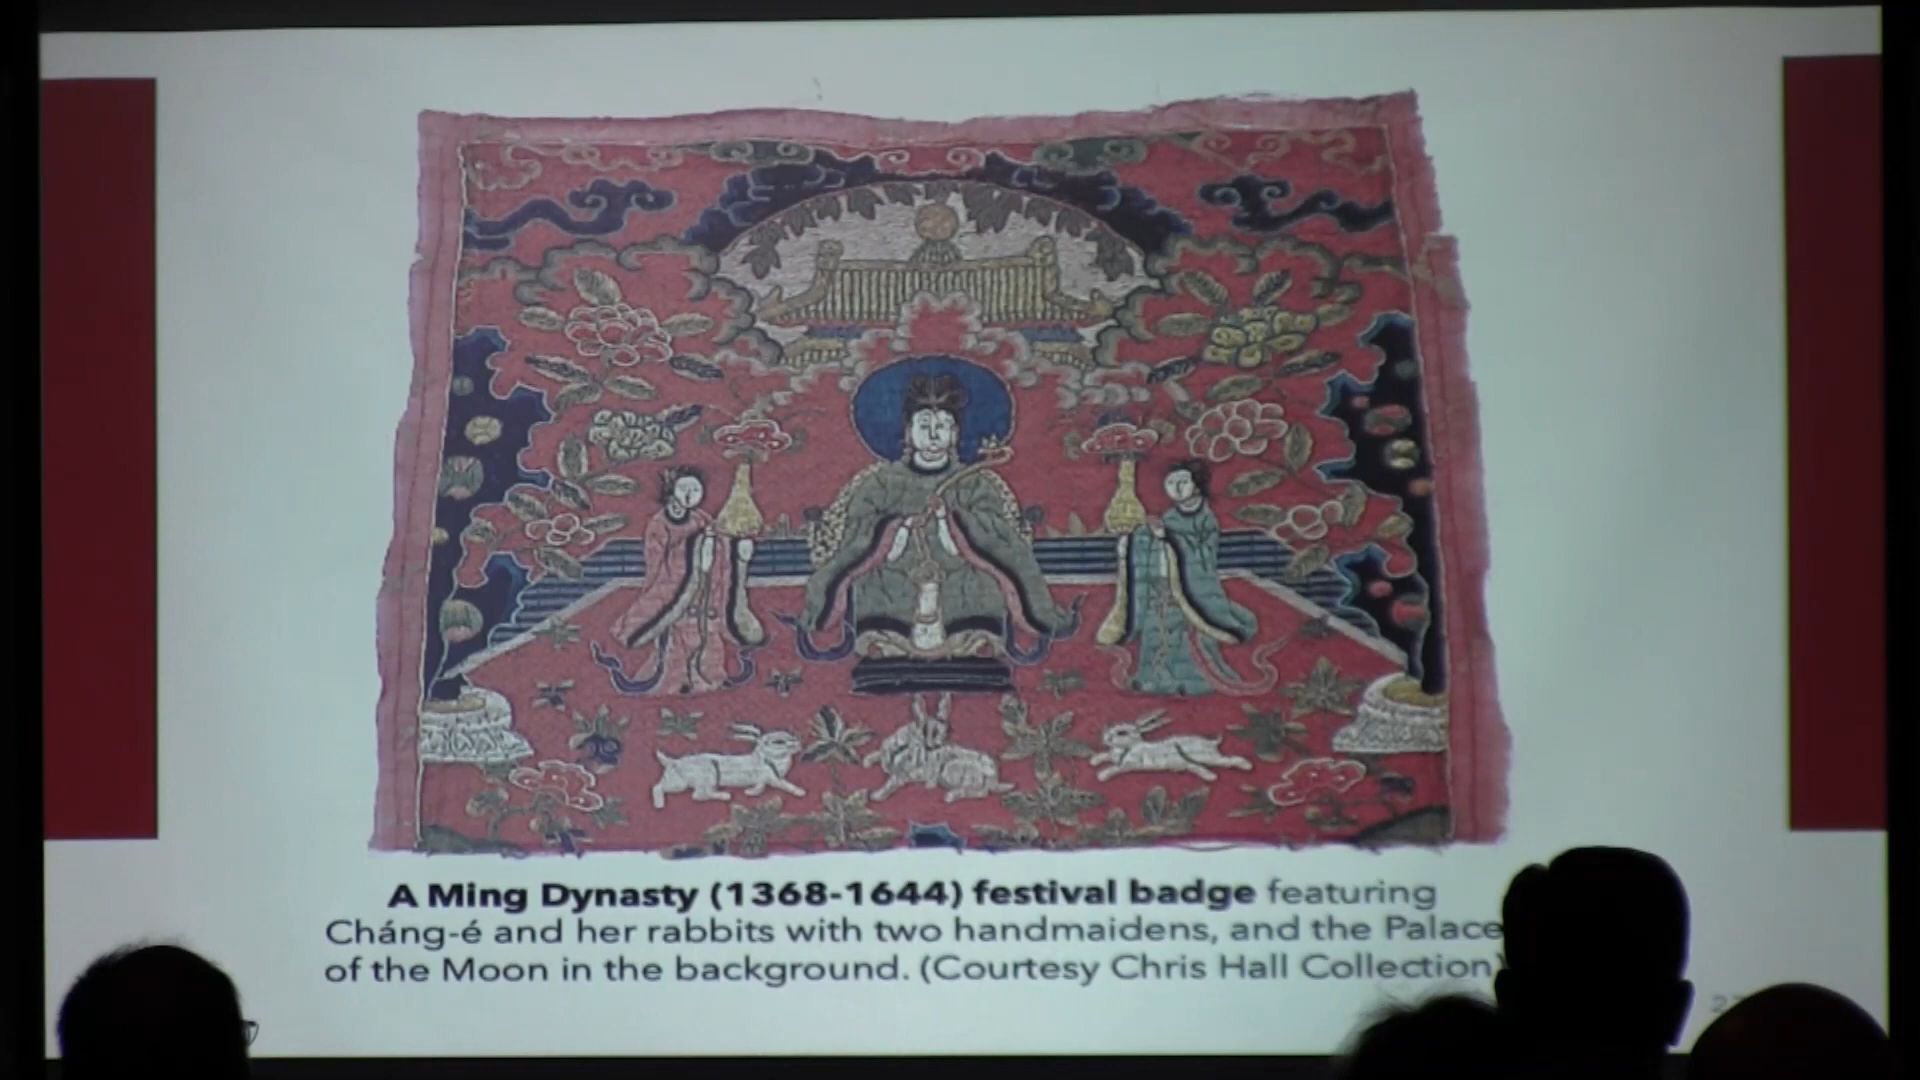 A Ming Dynasty (1368-1644) festival badge featuring
Cháng-é and her rabbits with two handmaidens, and the Palace
of the Moon in the background. (Courtesy Chris Hall Collection)